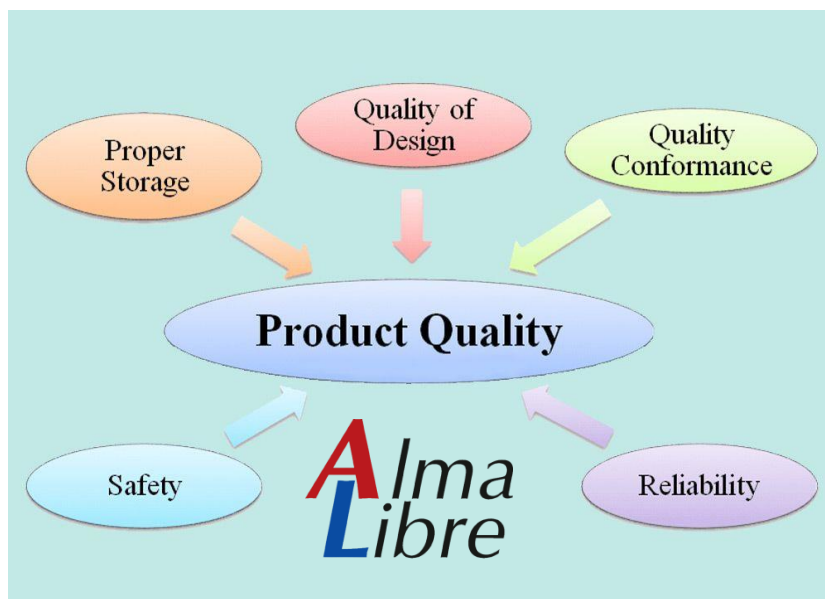 Quality of
Design
Proper
Storage
Quality
Conformance
Product Quality
Safety
Alma
Libre
Reliability